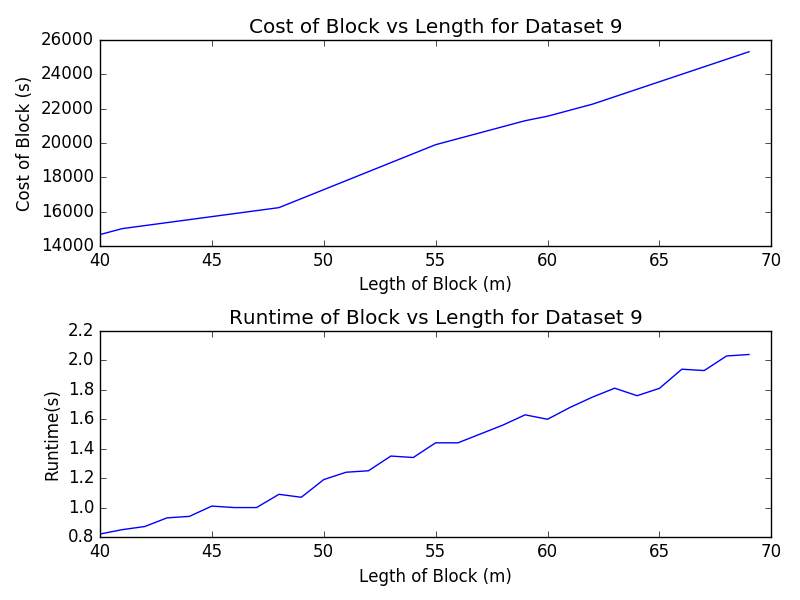 Cost of Block vs Length for Dataset 9
26000
24000
22000
20000
18000
16000
14000
Cost of Block (s)
40 45 50 55 60 65 70
Legth of Block (m)
Runtime of Block vs Length for Dataset 9
2.2
2.0
1.8
1.6
1.4
1.2
1.0
0.8
Runtime(s)
40 45 50 55 60 65 70
Legth of Block (m)